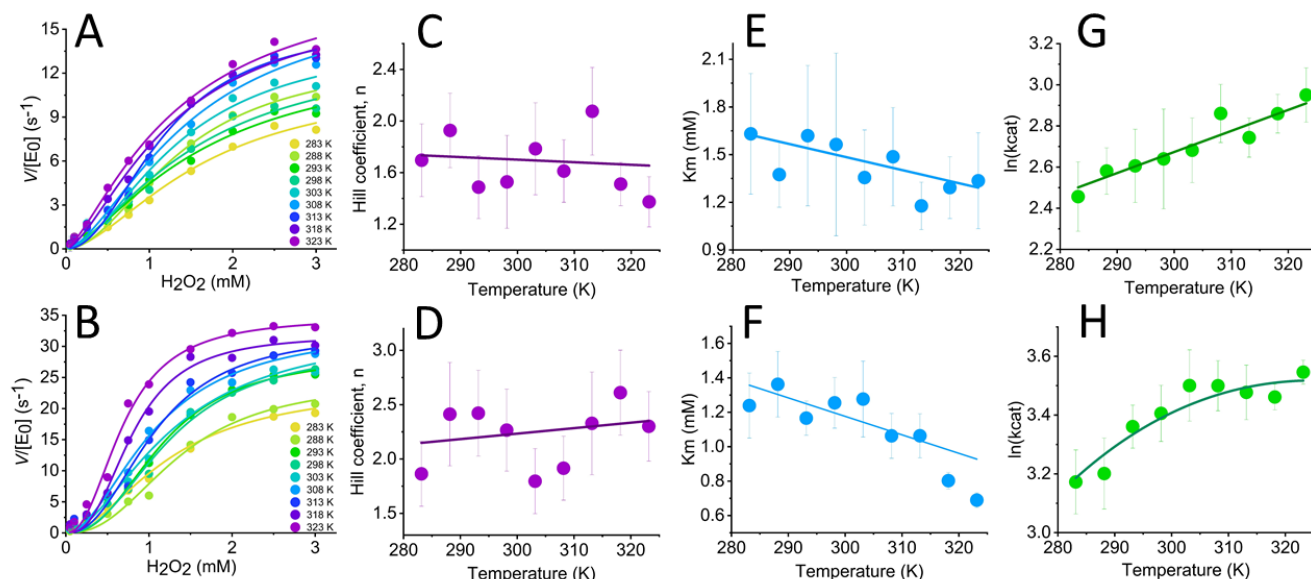 A
15
12
9
6
3
0
V/[E0] (s⁻¹)
0
1
2
3
H2O2 (mM)
283 K
288 K
293 K
298 K
303 K
308 K
313 K
318 K
323 K
C
2.4
2.0
1.6
1.2
Hill coefficient, n
280
290
300
310
320
Temperature (K)
E
1.8
1.5
1.2
0.9
Km (mM)
280
290
300
310
320
Temperature (K)
G
3.2
3.0
2.8
2.6
2.4
2.2
ln(kcat)
280
290
300
310
320
Temperature (K)
B
35
30
25
20
15
10
5
0
V/[E0] (s⁻¹)
0
1
2
3
H2O2 (mM)
283 K
288 K
293 K
298 K
303 K
308 K
313 K
318 K
323 K
D
3.0
2.5
2.0
1.5
Hill coefficient, n
280
290
300
310
320
Temperature (K)
F
1.6
1.4
1.2
1.0
0.8
0.6
0.4
Km (mM)
280
290
300
310
320
Temperature (K)
H
3.6
3.4
3.2
3.0
ln(kcat)
280
290
300
310
320
Temperature (K)